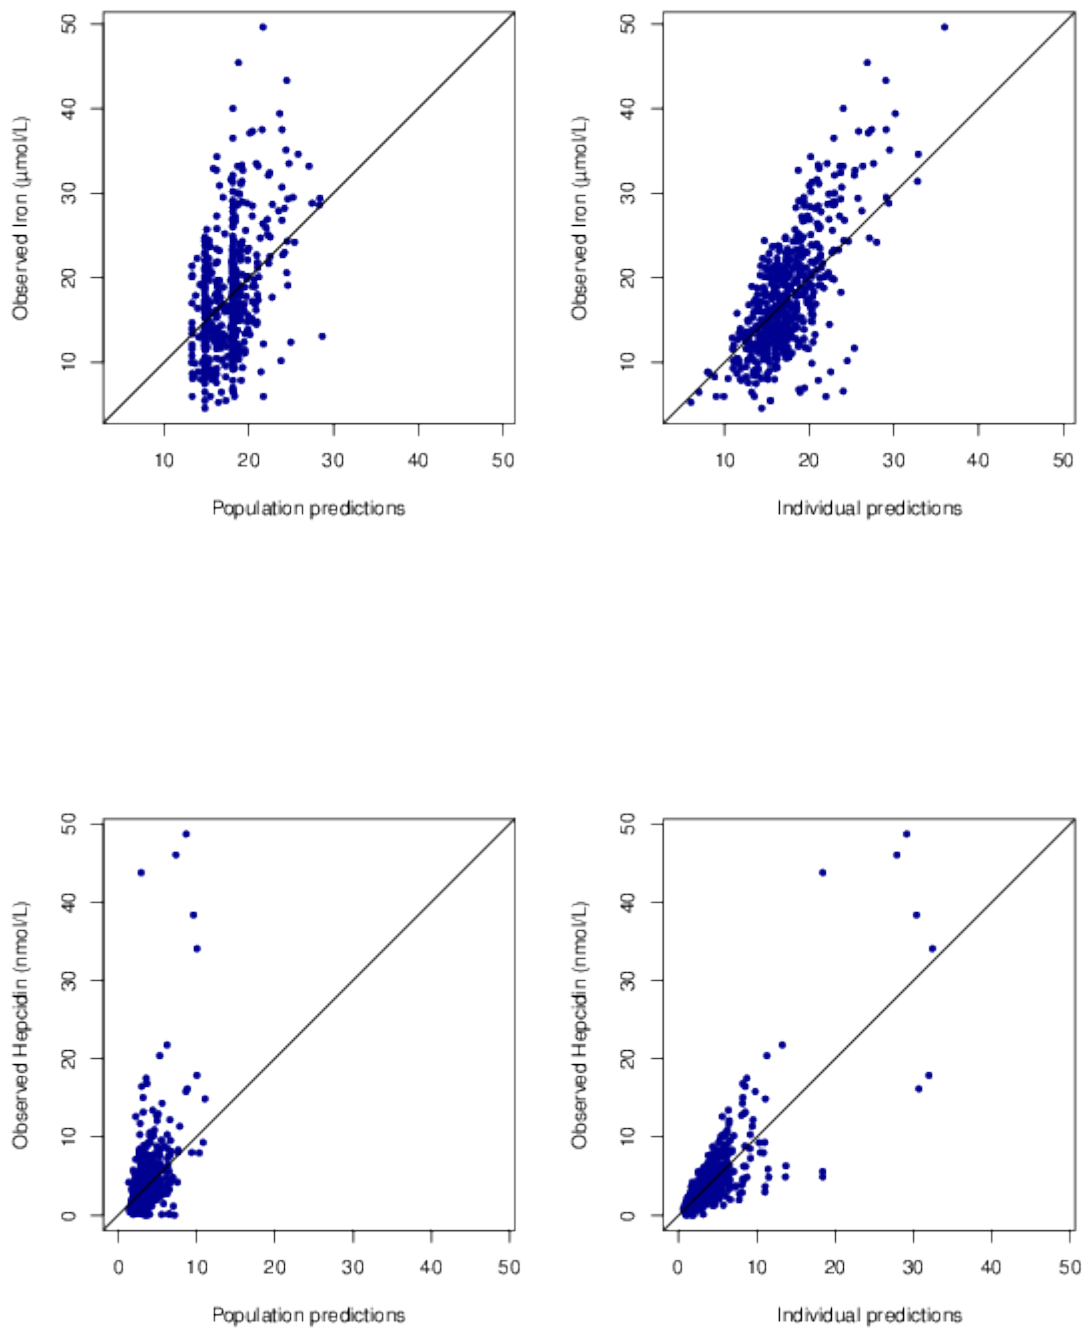 50
40
30
20
10
Observed Iron (µmol/L)
10 20 30 40 50
Population predictions
50
40
30
20
10
Observed Iron (µmol/L)
10 20 30 40 50
Individual predictions
50
40
30
20
10
0
Observed Hepcidin (nmol/L)
0 10 20 30 40 50
Population predictions
50
40
30
20
10
0
Observed Hepcidin (nmol/L)
0 10 20 30 40 50
Individual predictions